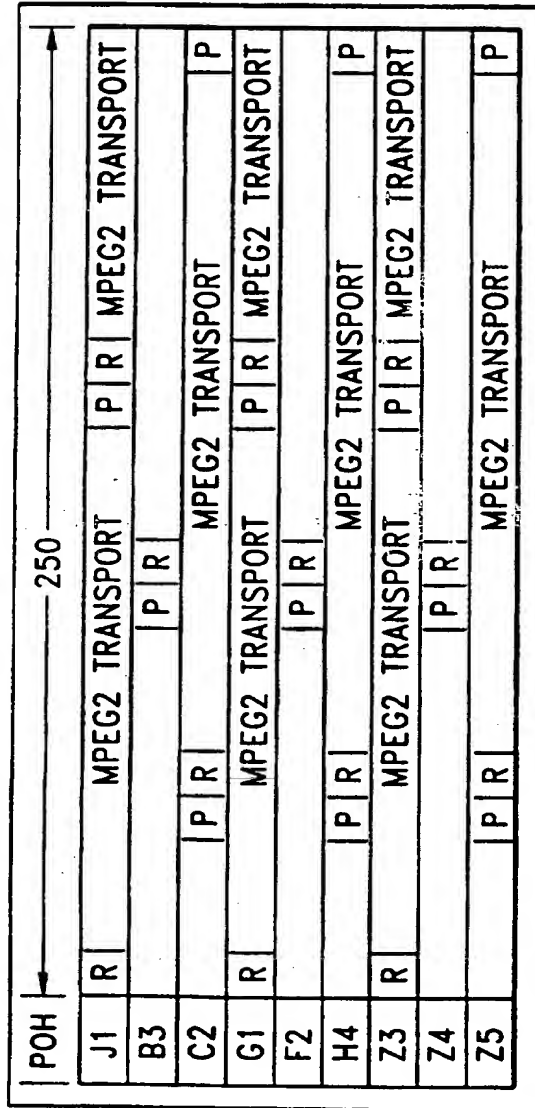 POH 250
J1 R MPEG2 TRANSPORT P R MPEG2 TRANSPORT
B3 P R
C2 P R MPEG2 TRANSPORT P
G1 R MPEG2 TRANSPORT P R MPEG2 TRANSPORT
F2 P R
H4 P R MPEG2 TRANSPORT P
Z3 R MPEG2 TRANSPORT P R MPEG2 TRANSPORT
Z4 P R
Z5 P R MPEG2 TRANSPORT P